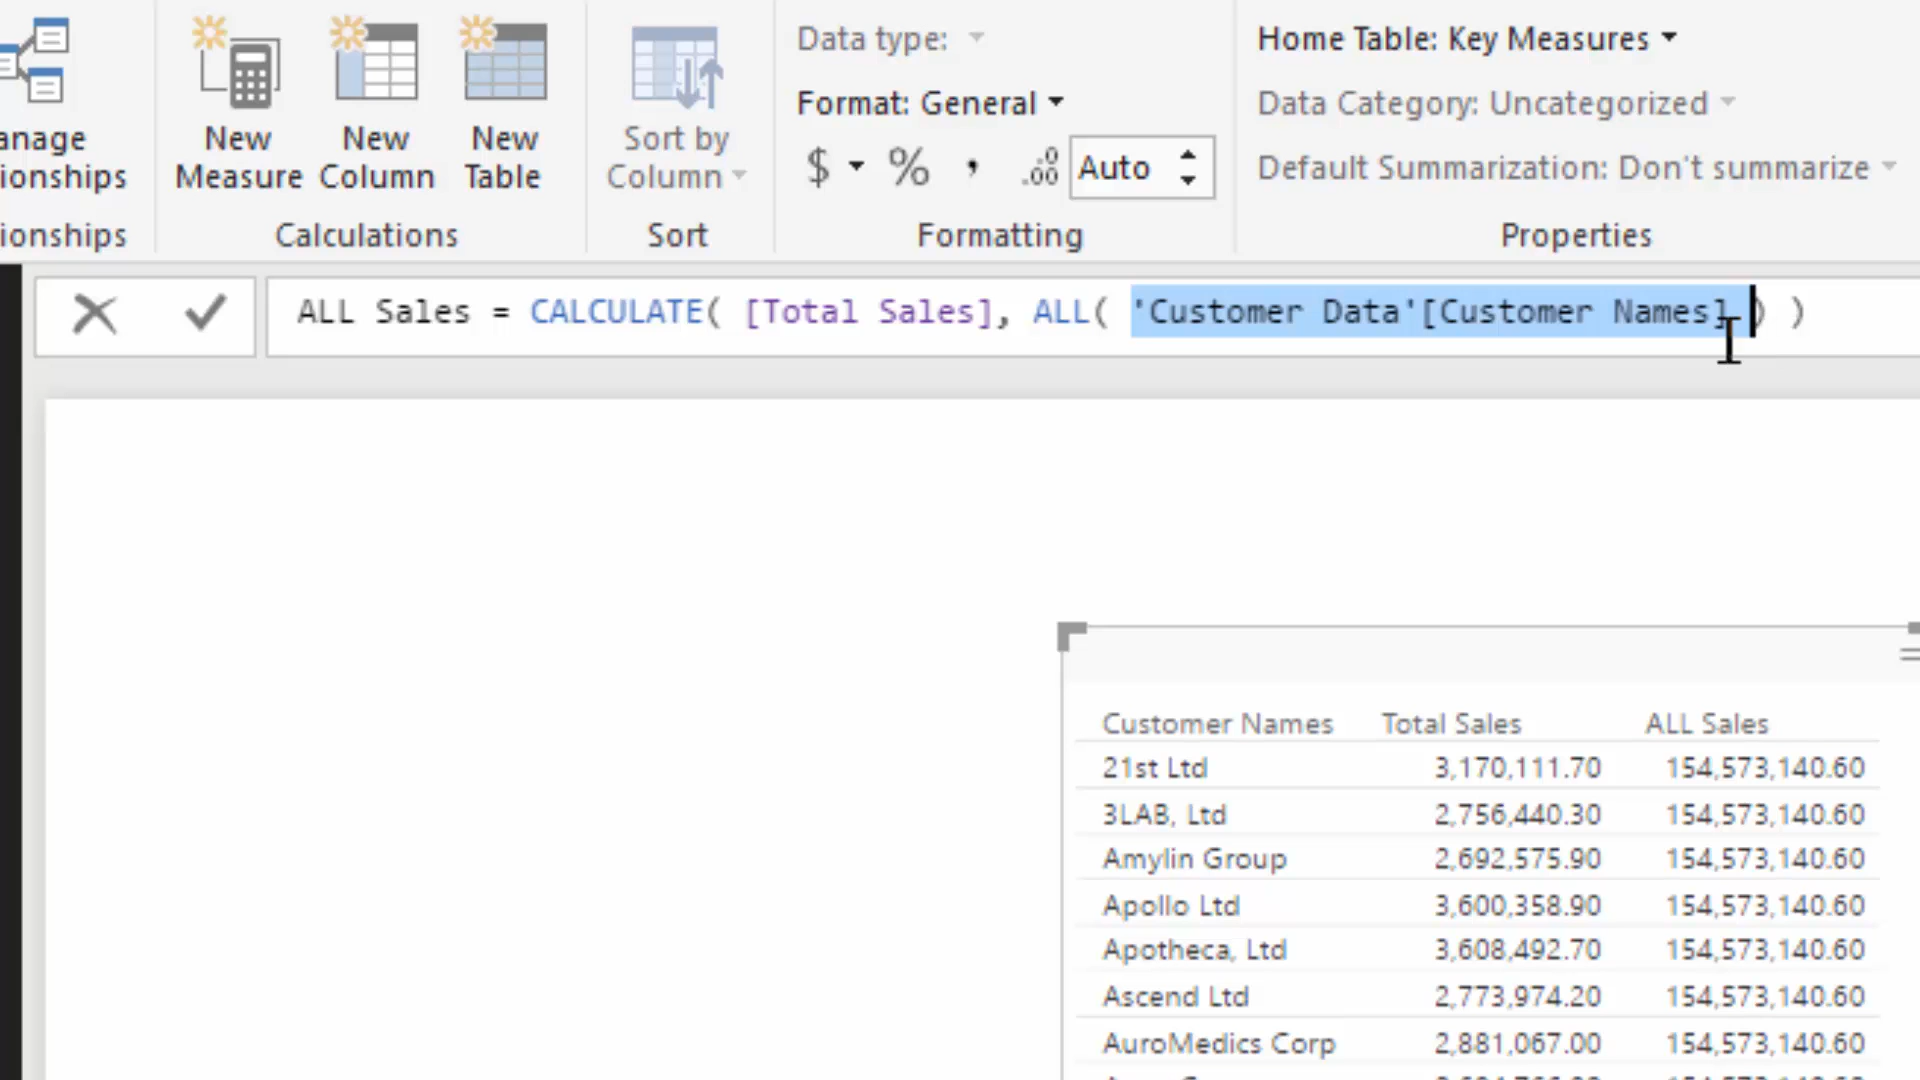 anage
ionships
New
Measure
New
Column
New
Table
Sort by
Column
Data type:
Format: General
$ % , .00 Auto
Home Table: Key Measures
Data Category: Uncategorized
Default Summarization: Don't summarize
ionships
Calculations
Sort
Formatting
Properties
ALL Sales = CALCULATE( [Total Sales], ALL( 'Customer Data'[Customer Names] ) )
Customer Names Total Sales ALL Sales
21st Ltd 3,170,111.70 154,573,140.60
3LAB, Ltd 2,756,440.30 154,573,140.60
Amylin Group 2,692,575.90 154,573,140.60
Apollo Ltd 3,600,358.90 154,573,140.60
Apotheca, Ltd 3,608,492.70 154,573,140.60
Ascend Ltd 2,773,974.20 154,573,140.60
AuroMedics Corp 2,881,067.00 154,573,140.60